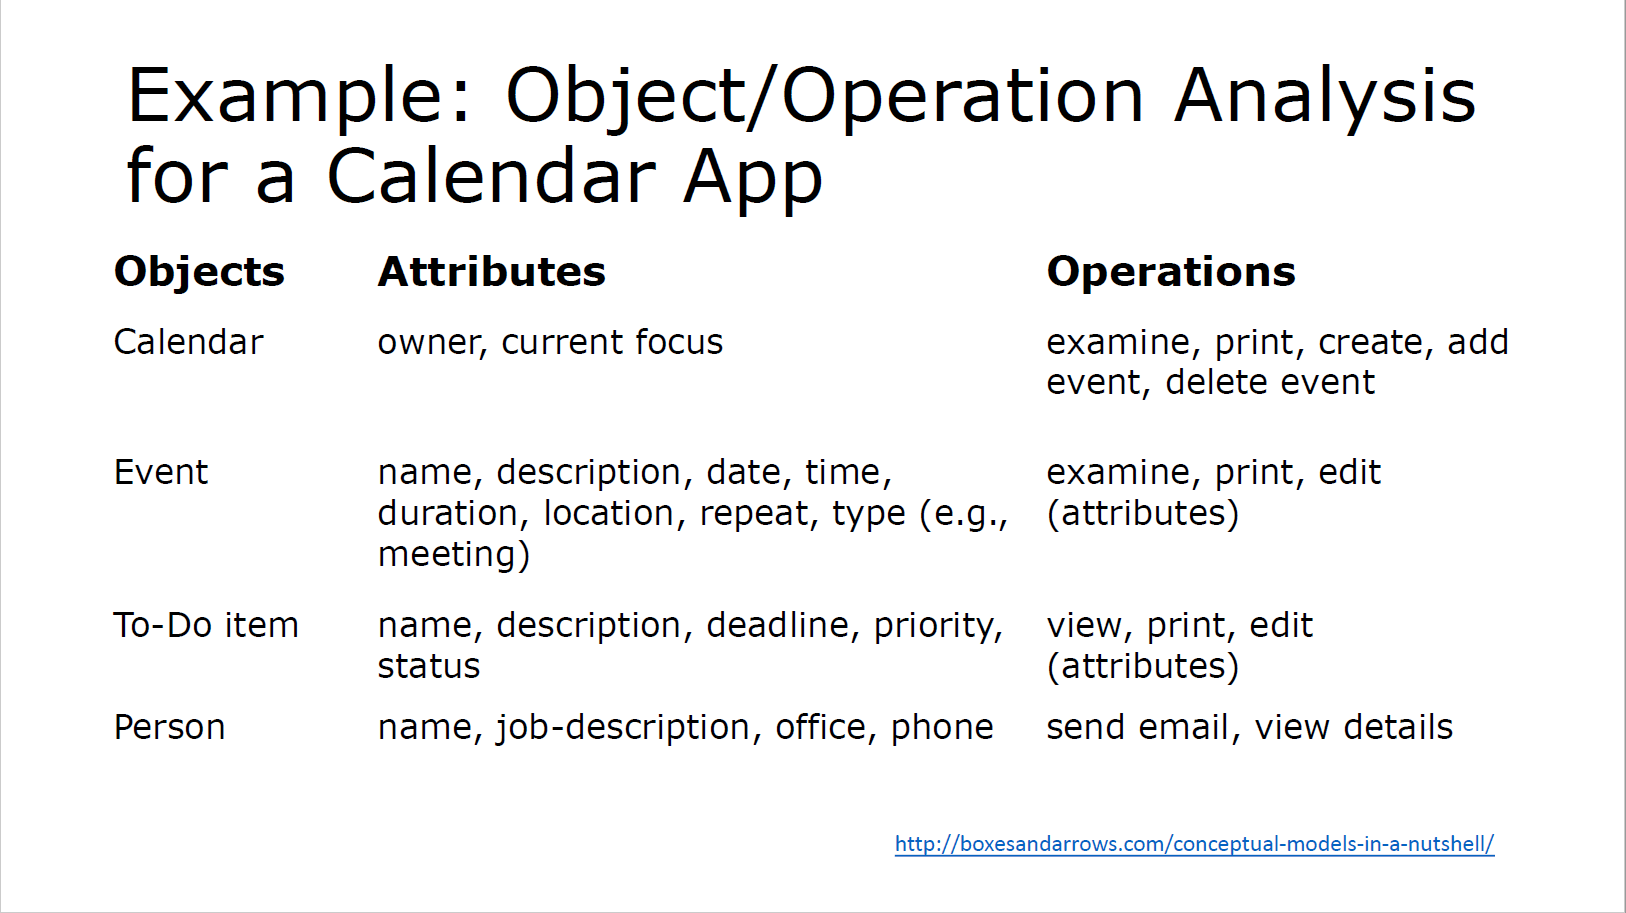 Example: Object/Operation Analysis
for a Calendar App
Objects Attributes Operations
Calendar owner, current focus examine, print, create, add
event, delete event
Event name, description, date, time, examine, print, edit
duration, location, repeat, type (e.g., (attributes)
meeting)
To-Do item name, description, deadline, priority, view, print, edit
status (attributes)
Person name, job-description, office, phone send email, view details
http://boxesandarrows.com/conceptual-models-in-a-nutshell/